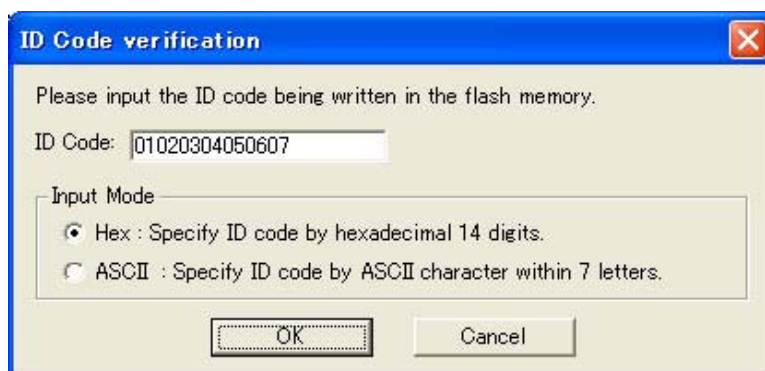 ID Code verification
Please input the ID code being written in the flash memory.
ID Code: 01020304050607
Input Mode
Hex : Specify ID code by hexadecimal 14 digits.
ASCII : Specify ID code by ASCII character within 7 letters.
OK Cancel